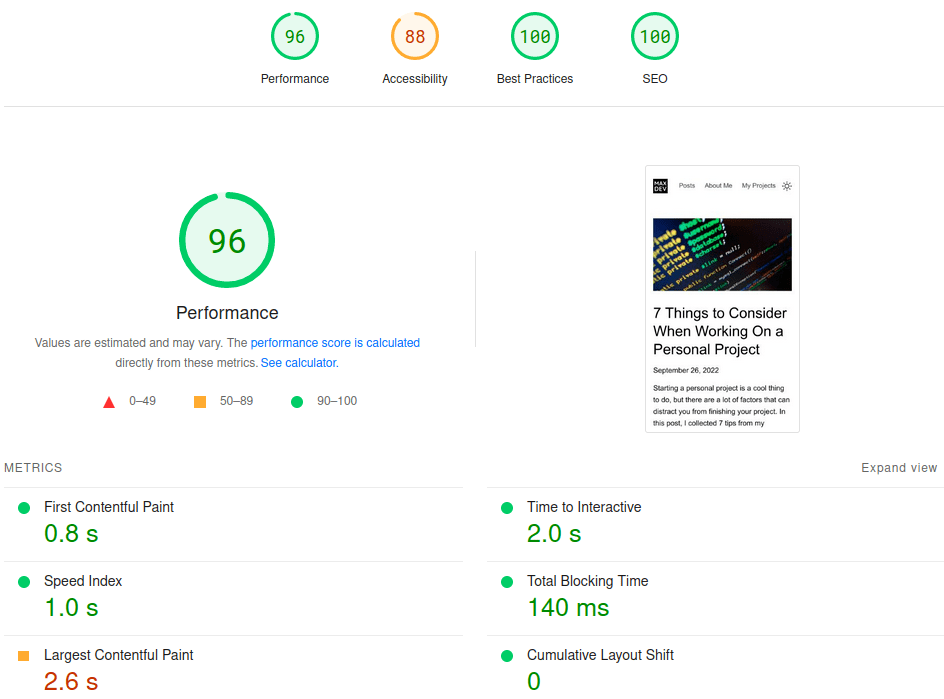 96
88
100
100
Performance
Accessibility
Best Practices
SEO
96
Performance
Values are estimated and may vary. The performance score is calculated
directly from these metrics. See calculator.
0–49
50–89
90–100
MAX
DEV
Posts
About Me
My Projects
7 Things to Consider
When Working On a
Personal Project
September 26, 2022
Starting a personal project is a cool thing
to do, but there are a lot of factors that can
distract you from finishing your project. In
this post, I collected 7 tips from my
METRICS
Expand view
First Contentful Paint
0.8 s
Time to Interactive
2.0 s
Speed Index
1.0 s
Total Blocking Time
140 ms
Largest Contentful Paint
2.6 s
Cumulative Layout Shift
0